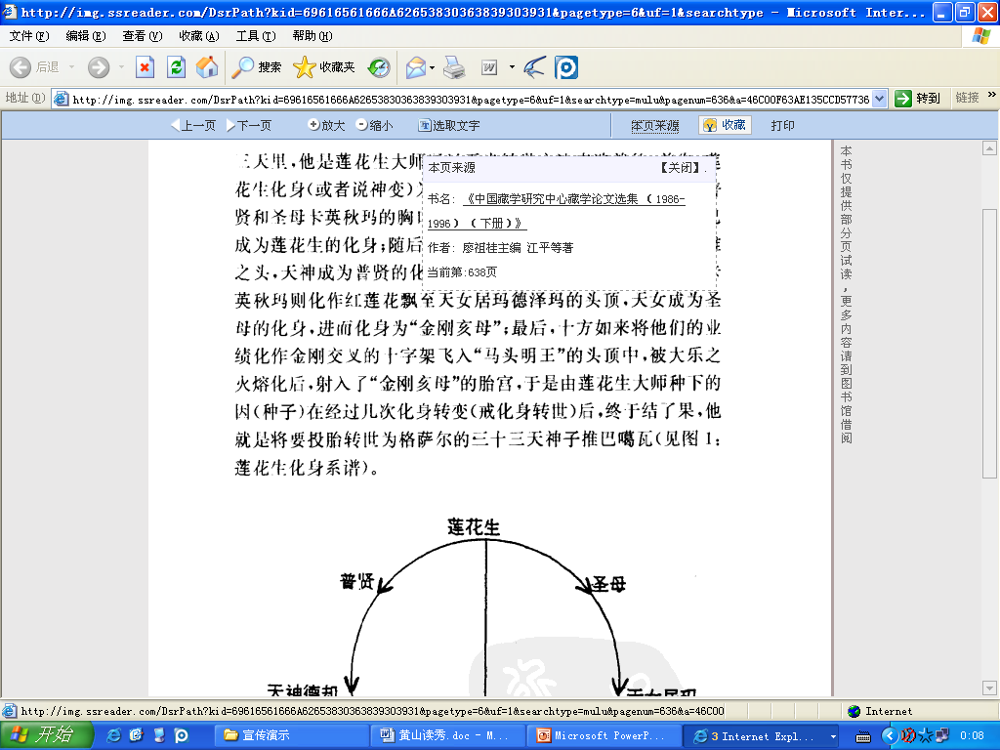 http://img.ssreader.com/DsrPath?kid=69616561666A62653830363839303931&pagetype=6&uf=1&searchtype - Microsoft Inter...
文件(F) 编辑(E) 查看(V) 收藏(A) 工具(T) 帮助(H)
后退 搜索 收藏夹
地址(D) http://img.ssreader.com/DsrPath?kid=69616561666A62653830363839303931&pagetype=6&uf=1&searchtype=mulu&pagenum=636&a=46C00F63AE135CCD57736 转到 链接 »
上一页 下一页 放大 缩小 选取文字 本页来源 收藏 打印
三天里,他是莲花生大师
花生化身(或者说神变)
贤和圣母卡英秋玛的胸
成为莲花生的化身;随后
之头,天神成为普贤的化
本页来源 【关闭】.
书名: 《中国藏学研究中心藏学论文选集 (1986-
1996) (下册)》
作者: 廖祖桂主编 江平等著
当前第:638页
英秋玛则化作红莲花飘至天女居玛德泽玛的头顶,天女成为圣
母的化身,进而化身为“金刚亥母”;最后,十方如来将他们的业
绩化作金刚交叉的十字架飞入“马头明王”的头顶中,被大乐之
火熔化后,射入了“金刚亥母”的胎宫,于是由莲花生大师种下的
因(种子)在经过几次化身转变(或化身转世)后,终于结了果,他
就是将要投胎转世为格萨尔的三十三天神子推巴噶瓦(见图1:
莲花生化身系谱)。
莲花生
普贤 圣母
天神德却 天女居玛
本书仅提供部分页试读,更多内容请到图书馆借阅
http://img.ssreader.com/DsrPath?kid=69616561666A62653830363839303931&pagetype=6&uf=1&searchtype=mulu&pagenum=636&a=46C00 Internet
开始 宣传演示 黄山读秀.doc - M... Microsoft PowerP... 3 Internet Expl... 0:08